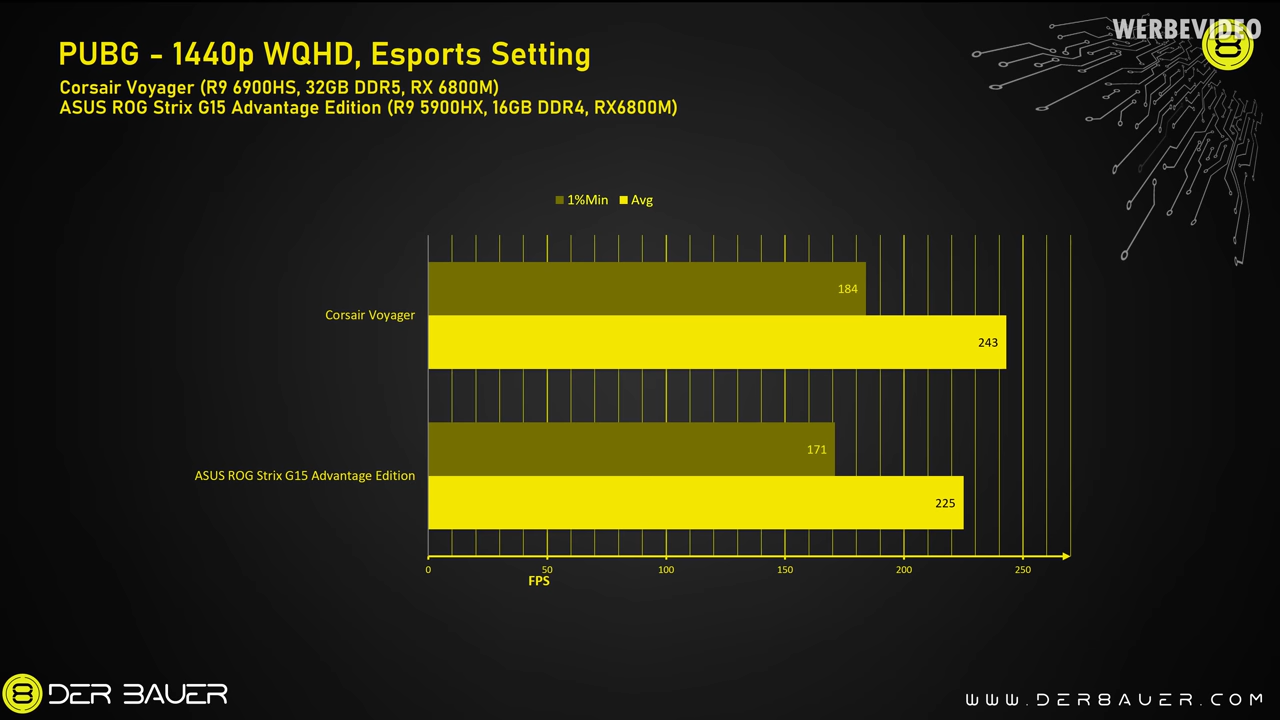 WERBEVIDEO
PUBG - 1440p WQHD, Esports Setting
Corsair Voyager (R9 6900HS, 32GB DDR5, RX 6800M)
ASUS ROG Strix G15 Advantage Edition (R9 5900HX, 16GB DDR4, RX6800M)
1%Min Avg
184
Corsair Voyager
243
171
ASUS ROG Strix G15 Advantage Edition
225
0 50 100 150 200 250
FPS
8 DER BAUER
WWW.DER8AUER.COM